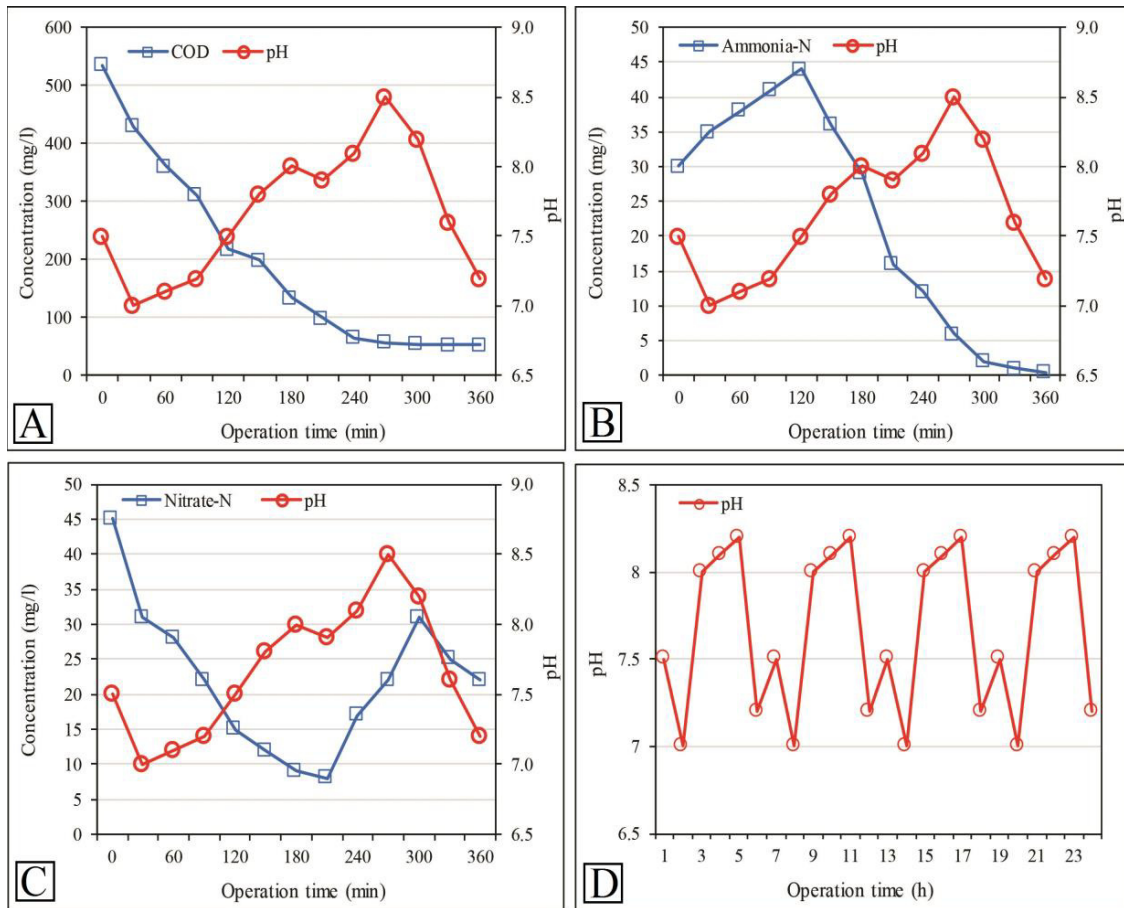 COD pH
Concentration (mg/l)
600
500
400
300
200
100
0
9.0
8.5
8.0
7.5
7.0
6.5
pH
0 60 120 180 240 300 360
Operation time (min)
A
Ammonia-N pH
Concentration (mg/l)
50
45
40
35
30
25
20
15
10
5
0
9.0
8.5
8.0
7.5
7.0
6.5
pH
0 60 120 180 240 300 360
Operation time (min)
B
Nitrate-N pH
Concentration (mg/l)
50
45
40
35
30
25
20
15
10
5
0
9.0
8.5
8.0
7.5
7.0
6.5
pH
0 60 120 180 240 300 360
Operation time (min)
C
pH
pH
8.5
8
7.5
7
6.5
1 3 5 7 9 11 13 15 17 19 21 23
Operation time (h)
D